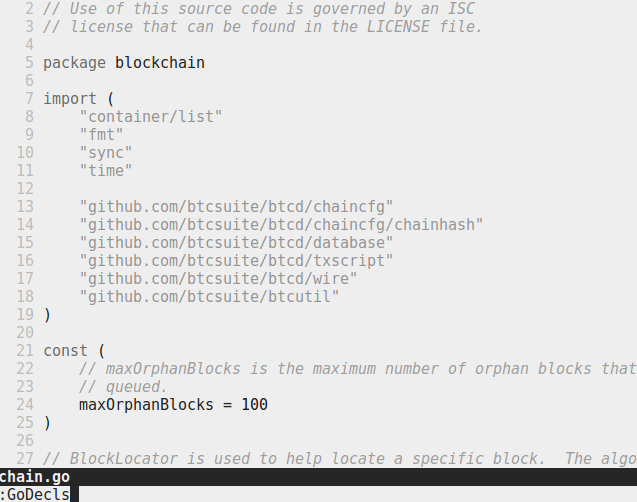 2 // Use of this source code is governed by an ISC
3 // license that can be found in the LICENSE file.
4
5 package blockchain
6
7 import (
8     "container/list"
9     "fmt"
10     "sync"
11     "time"
12
13     "github.com/btcsuite/btcd/chaincfg"
14     "github.com/btcsuite/btcd/chaincfg/chainhash"
15     "github.com/btcsuite/btcd/database"
16     "github.com/btcsuite/btcd/txscript"
17     "github.com/btcsuite/btcd/wire"
18     "github.com/btcsuite/btcutil"
19 )
20
21 const (
22     // maxOrphanBlocks is the maximum number of orphan blocks that
23     // queued.
24     maxOrphanBlocks = 100
25 )
26
27 // BlockLocator is used to help locate a specific block.  The algo
chain.go
:GoDecls